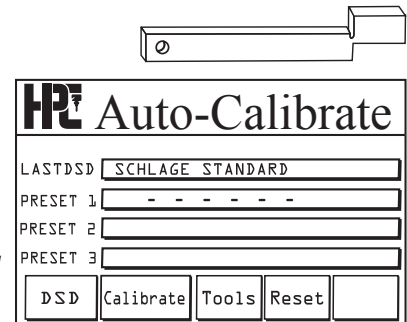 HPC Auto-Calibrate
LASTDSD SCHLAGE STANDARD
PRESET 1 - - - - - -
PRESET 2
PRESET 3
DSD Calibrate Tools Reset